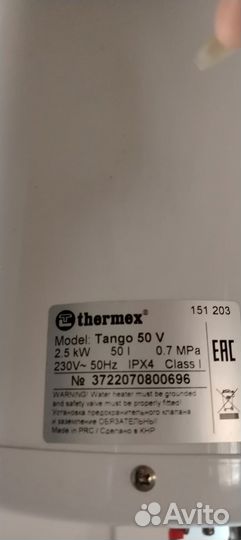 thermex®
151 203
Model: Tango 50 V
2.5 kW 50 l 0.7 MPa
230V~ 50Hz IPX4 Class I
EAC
№ 3722070800696
WARNING! Water heater must be grounded
and safety valve must be properly fitted!
Установка предохранительного клапана
и заземление ОБЯЗАТЕЛЬНЫ!
Made in PRC / Сделано в КНР
Avito